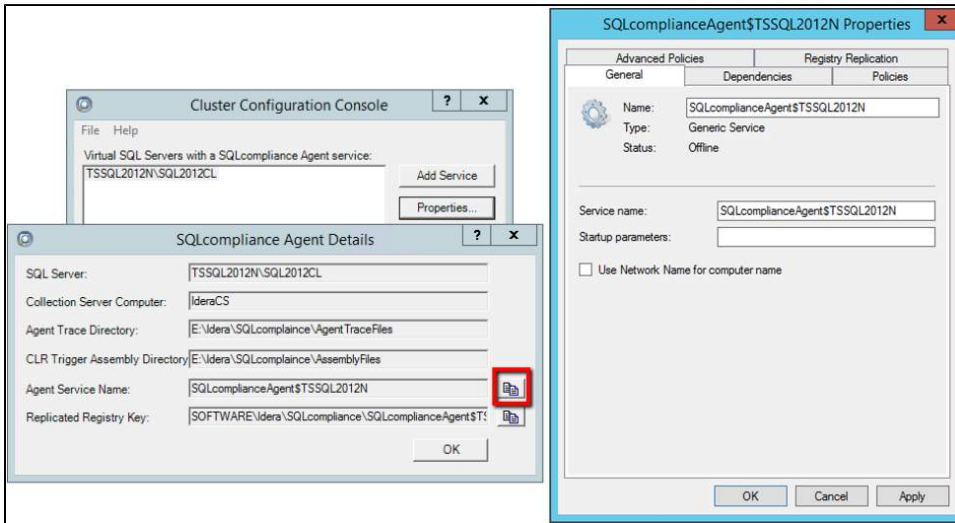 Cluster Configuration Console
? x
File Help
Virtual SQL Servers with a SQLcompliance Agent service:
TSSQL2012N\SQL2012CL
Add Service
Properties...
SQLcompliance Agent Details
? x
SQL Server:
TSSQL2012N\SQL2012CL
Collection Server Computer:
IderaCS
Agent Trace Directory:
E:\Idera\SQLcomplaince\AgentTraceFiles
CLR Trigger Assembly Directory
E:\Idera\SQLcomplaince\AssemblyFiles
Agent Service Name:
SQLcomplianceAgent$TSSQL2012N
Replicated Registry Key:
SOFTWARE\Idera\SQLcompliance\SQLcomplianceAgent$TS
OK
SQLcomplianceAgent$TSSQL2012N Properties
x
Advanced Policies
Registry Replication
General
Dependencies
Policies
Name:
SQLcomplianceAgent$TSSQL2012N
Type:
Generic Service
Status:
Offline
Service name:
SQLcomplianceAgent$TSSQL2012N
Startup parameters:
Use Network Name for computer name
OK
Cancel
Apply